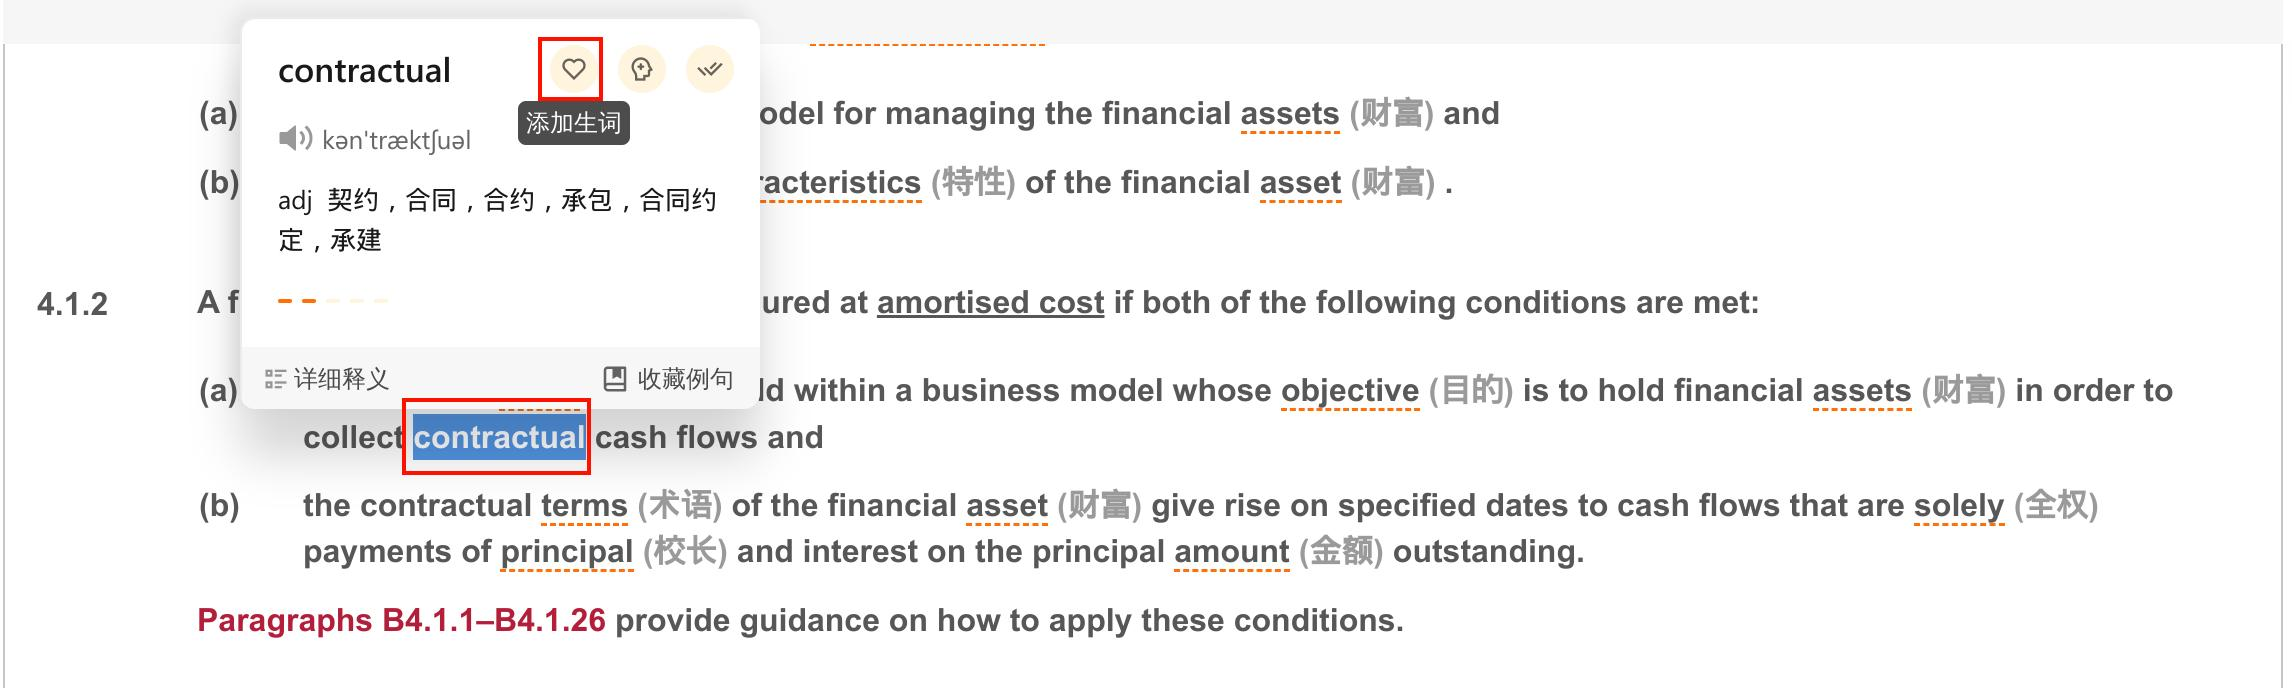 contractual
添加生词
kən'træktʃuəl
adj 契约，合同，合约，承包，合同约
定，承建
详细释义 收藏例句
(a) odel for managing the financial assets (财富) and
(b) racteristics (特性) of the financial asset (财富) .
4.1.2 A f ured at amortised cost if both of the following conditions are met:
(a) ld within a business model whose objective (目的) is to hold financial assets (财富) in order to
collect contractual cash flows and
(b) the contractual terms (术语) of the financial asset (财富) give rise on specified dates to cash flows that are solely (全权)
payments of principal (校长) and interest on the principal amount (金额) outstanding.
Paragraphs B4.1.1–B4.1.26 provide guidance on how to apply these conditions.